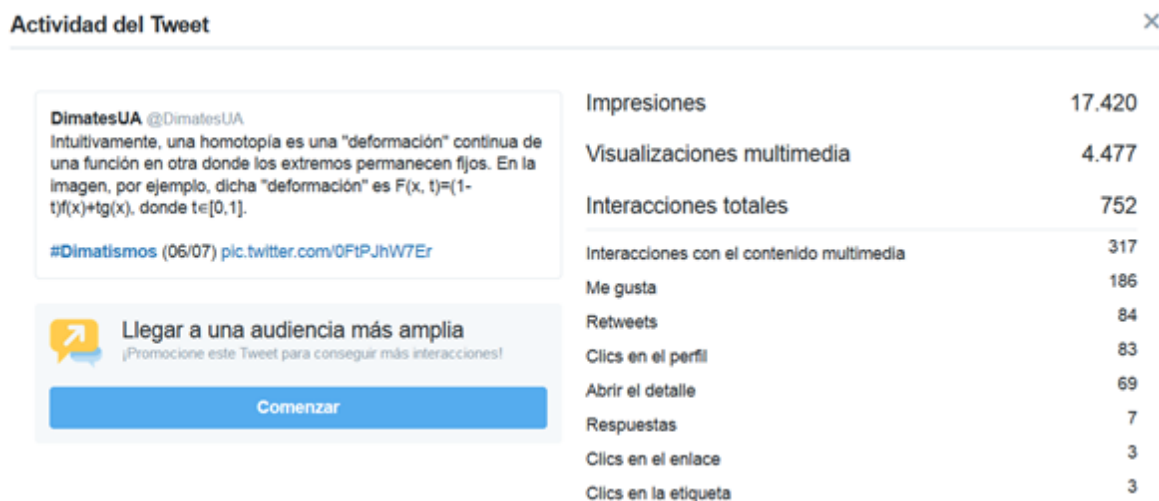 Actividad del Tweet
DimatesUA @DimatesUA
Intuitivamente, una homotopía es una "deformación" continua de
una función en otra donde los extremos permanecen fijos. En la
imagen, por ejemplo, dicha "deformación" es F(x, t)=(1-
t)f(x)+tg(x), donde t∈[0,1].
#Dimatismos (06/07) pic.twitter.com/0FtPJhW7Er
Llegar a una audiencia más amplia
¡Promocione este Tweet para conseguir más interacciones!
Comenzar
Impresiones 17.420
Visualizaciones multimedia 4.477
Interacciones totales 752
Interacciones con el contenido multimedia 317
Me gusta 186
Retweets 84
Clics en el perfil 83
Abrir el detalle 69
Respuestas 7
Clics en el enlace 3
Clics en la etiqueta 3